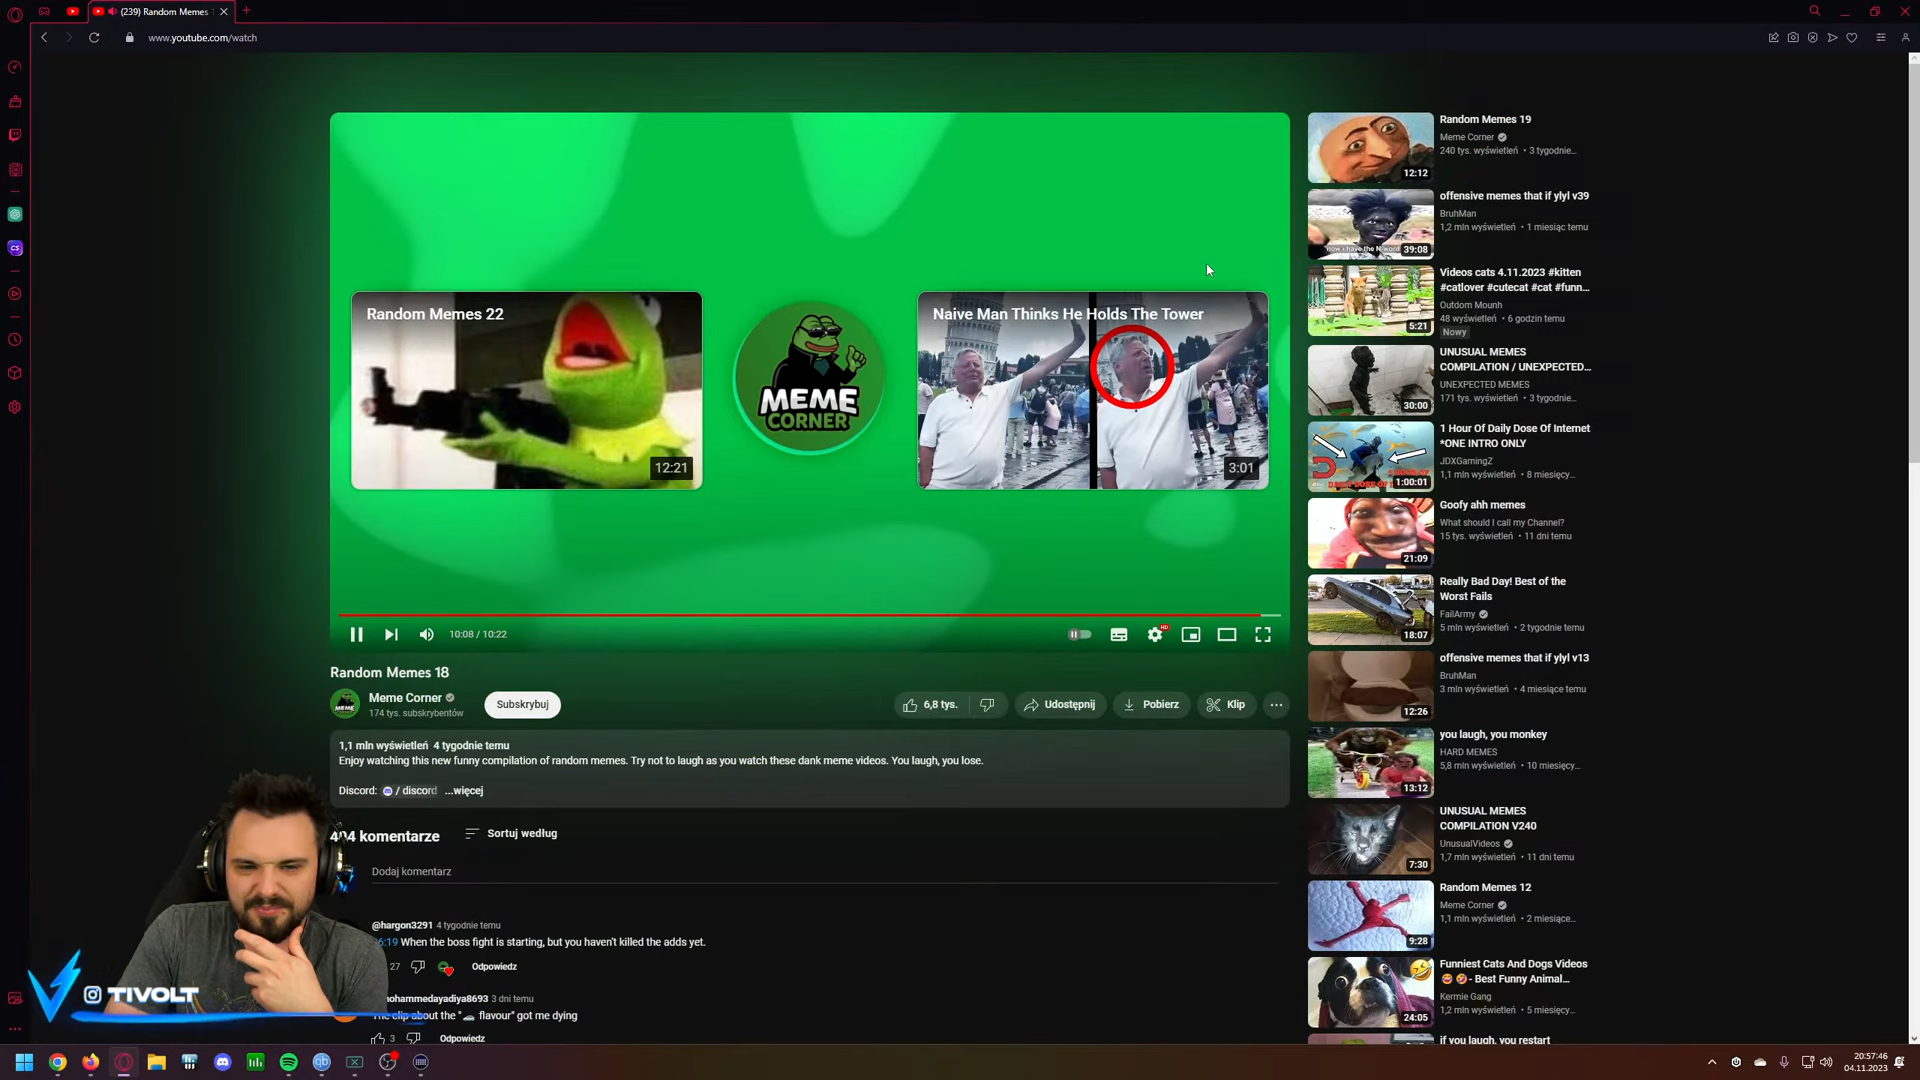 (239) Random Memes 1
www.youtube.com/watch
Random Memes 22
12:21
MEME
CORNER
Naive Man Thinks He Holds The Tower
3:01
10:08 / 10:22
HD
Random Memes 18
Meme Corner
174 tys. subskrybentów
Subskrybuj
6,8 tys.
Udostępnij
Pobierz
Klip
1,1 mln wyświetleń 4 tygodnie temu
Enjoy watching this new funny compilation of random memes. Try not to laugh as you watch these dank meme videos. You laugh, you lose.
Discord: / discord ...więcej
komentarze
Sortuj według
Dodaj komentarz
@hargon3291 4 tygodnie temu
6:19 When the boss fight is starting, but you haven't killed the adds yet.
27 Odpowiedz
mohammedayadiya8693 3 dni temu
The clip about the " flavour" got me dying
3 Odpowiedz
TIVOLT
Random Memes 19
Meme Corner
240 tys. wyświetleń • 3 tygodnie...
12:12
offensive memes that if ylyl v39
BruhMan
1,2 mln wyświetleń • 1 miesiąc temu
"now i have the N-word
39:08
Videos cats 4.11.2023 #kitten
#catlover #cutecat #cat #funn...
Outdom Mounh
48 wyświetleń • 6 godzin temu
Nowy
5:21
UNUSUAL MEMES
COMPILATION / UNEXPECTED...
UNEXPECTED MEMES
171 tys. wyświetleń • 3 tygodnie...
30:00
1 Hour Of Daily Dose Of Internet
*ONE INTRO ONLY
JDXGamingZ
1,1 mln wyświetleń • 8 miesięcy...
1:00:01
Goofy ahh memes
What should I call my Channel?
15 tys. wyświetleń • 11 dni temu
21:09
Really Bad Day! Best of the
Worst Fails
FailArmy
5 mln wyświetleń • 2 tygodnie temu
18:07
offensive memes that if ylyl v13
BruhMan
3 mln wyświetleń • 4 miesiące temu
12:26
you laugh, you monkey
HARD MEMES
5,8 mln wyświetleń • 10 miesięcy...
13:12
UNUSUAL MEMES
COMPILATION V240
UnusualVideos
1,7 mln wyświetleń • 11 dni temu
7:30
Random Memes 12
Meme Corner
1,1 mln wyświetleń • 2 miesiące...
9:28
Funniest Cats And Dogs Videos
😂 🤣- Best Funny Animal...
Kermie Gang
1,2 mln wyświetleń • 5 miesięcy...
24:05
if you laugh, you restart
20:57:46
04.11.2023